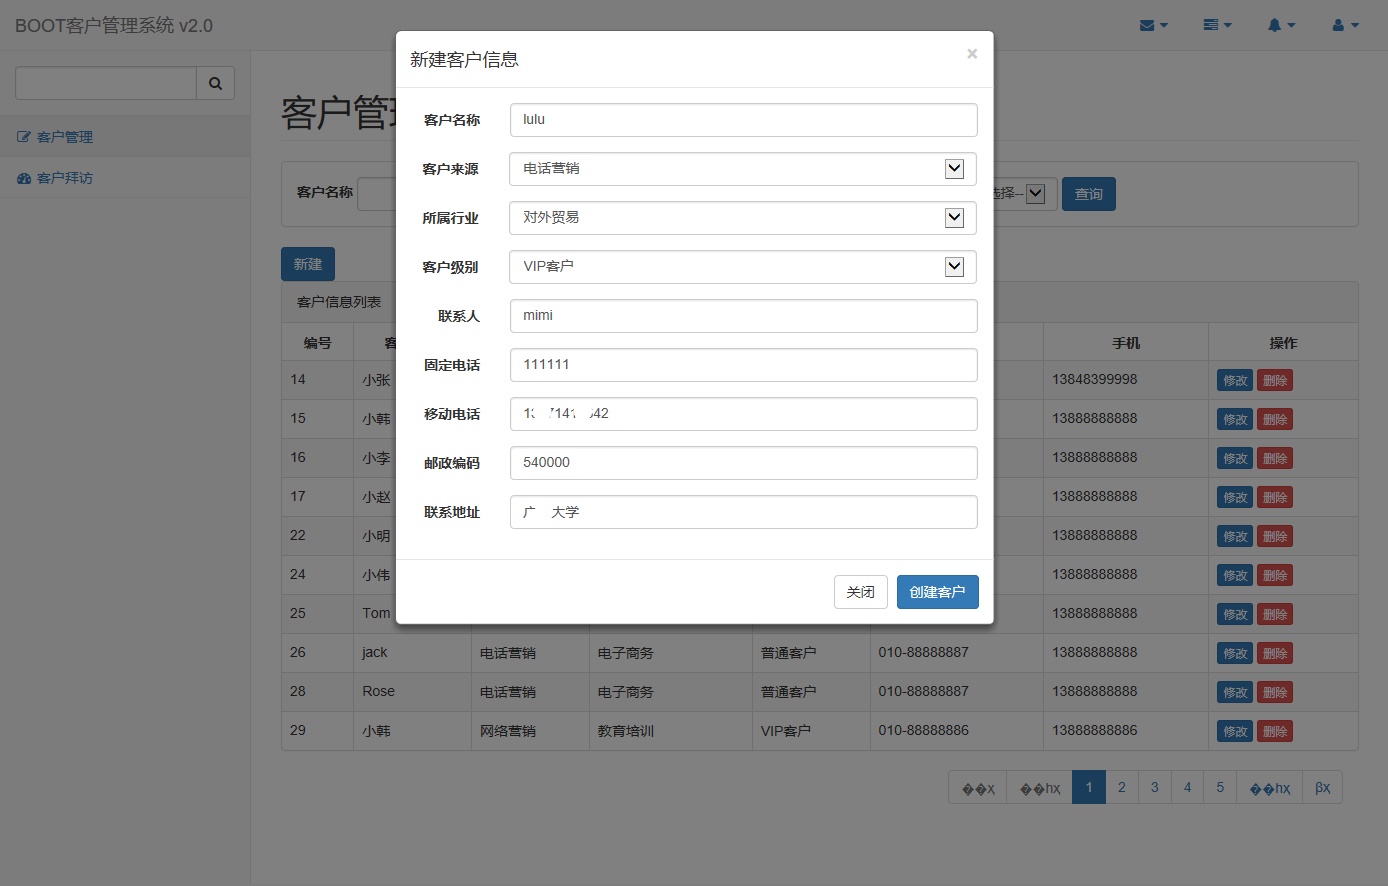 BOOT客户管理系统 v2.0
客户管理
客户拜访
客户管
客户名称
选择--
查询
新建
客户信息列表
编号 客 手机 操作
14 小张 13848399998 修改 删除
15 小韩 13888888888 修改 删除
16 小李 13888888888 修改 删除
17 小赵 13888888888 修改 删除
22 小明 13888888888 修改 删除
24 小伟 13888888888 修改 删除
25 Tom 13888888888 修改 删除
26 jack 电话营销 电子商务 普通客户 010-88888887 13888888888 修改 删除
28 Rose 电话营销 电子商务 普通客户 010-88888887 13888888888 修改 删除
29 小韩 网络营销 教育培训 VIP客户 010-88888886 13888888886 修改 删除
��ҳ ��һҳ 1 2 3 4 5 ��һҳ βҳ
新建客户信息 ×
客户名称 lulu
客户来源 电话营销
所属行业 对外贸易
客户级别 VIP客户
联系人 mimi
固定电话 111111
移动电话
邮政编码 540000
联系地址 广 大学
关闭 创建客户